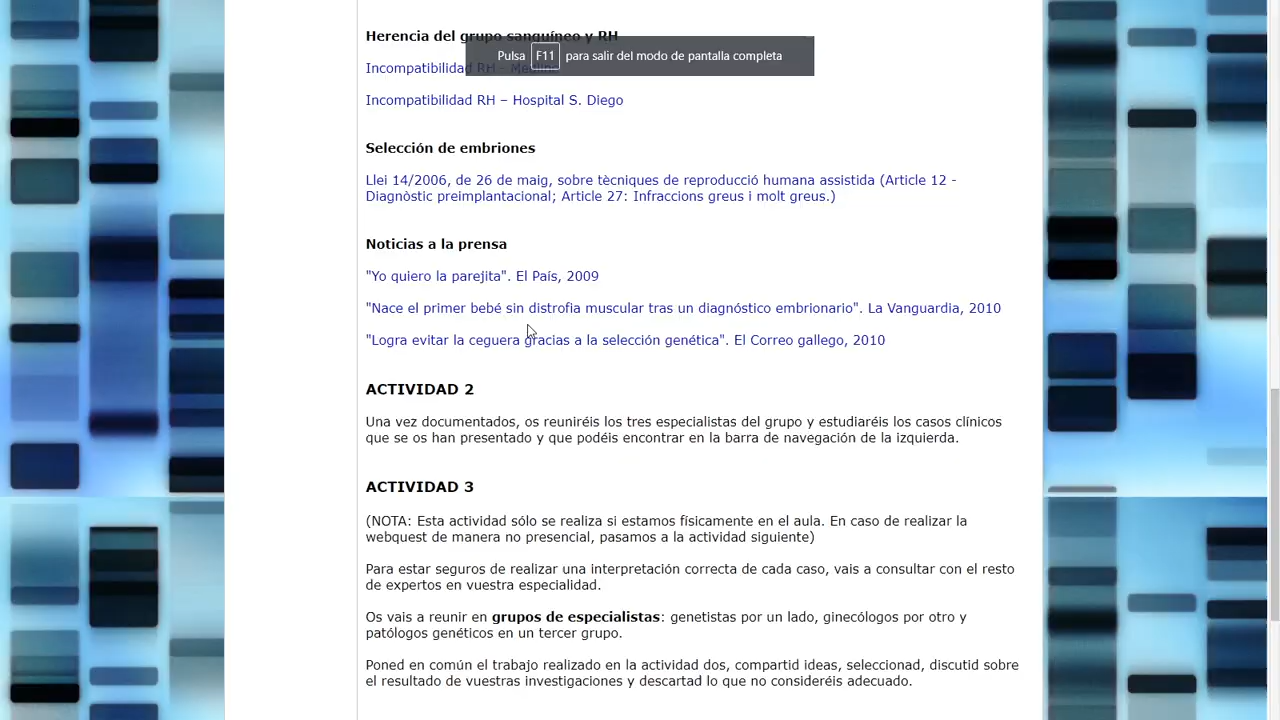 Herencia del grupo sanguíneo y RH
Pulsa F11 para salir del modo de pantalla completa
Incompatibilidad RH – Medline
Incompatibilidad RH – Hospital S. Diego
Selección de embriones
Llei 14/2006, de 26 de maig, sobre tècniques de reproducció humana assistida (Article 12 -
Diagnòstic preimplantacional; Article 27: Infraccions greus i molt greus.)
Noticias a la prensa
"Yo quiero la parejita". El País, 2009
"Nace el primer bebé sin distrofia muscular tras un diagnóstico embrionario". La Vanguardia, 2010
"Logra evitar la ceguera gracias a la selección genética". El Correo gallego, 2010
ACTIVIDAD 2
Una vez documentados, os reuniréis los tres especialistas del grupo y estudiaréis los casos clínicos
que se os han presentado y que podéis encontrar en la barra de navegación de la izquierda.
ACTIVIDAD 3
(NOTA: Esta actividad sólo se realiza si estamos físicamente en el aula. En caso de realizar la
webquest de manera no presencial, pasamos a la actividad siguiente)
Para estar seguros de realizar una interpretación correcta de cada caso, vais a consultar con el resto
de expertos en vuestra especialidad.
Os vais a reunir en grupos de especialistas: genetistas por un lado, ginecólogos por otro y
patólogos genéticos en un tercer grupo.
Poned en común el trabajo realizado en la actividad dos, compartid ideas, seleccionad, discutid sobre
el resultado de vuestras investigaciones y descartad lo que no consideréis adecuado.